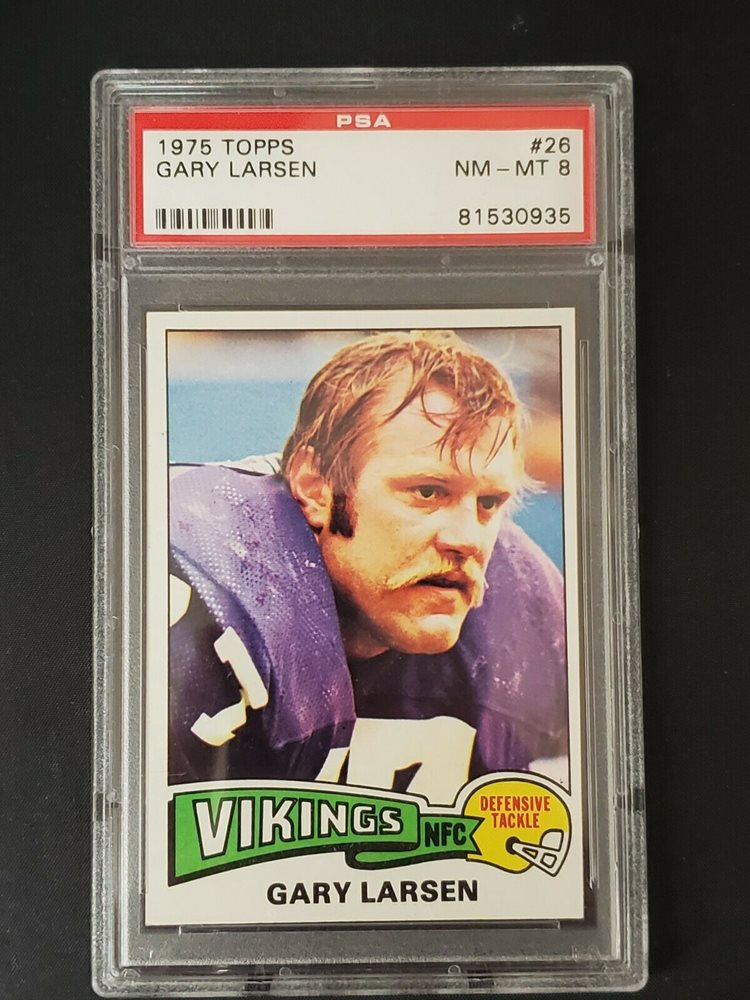 PSA
1975 TOPPS #26
GARY LARSEN NM - MT 8
81530935
VIKINGS NFC DEFENSIVE
TACKLE
GARY LARSEN